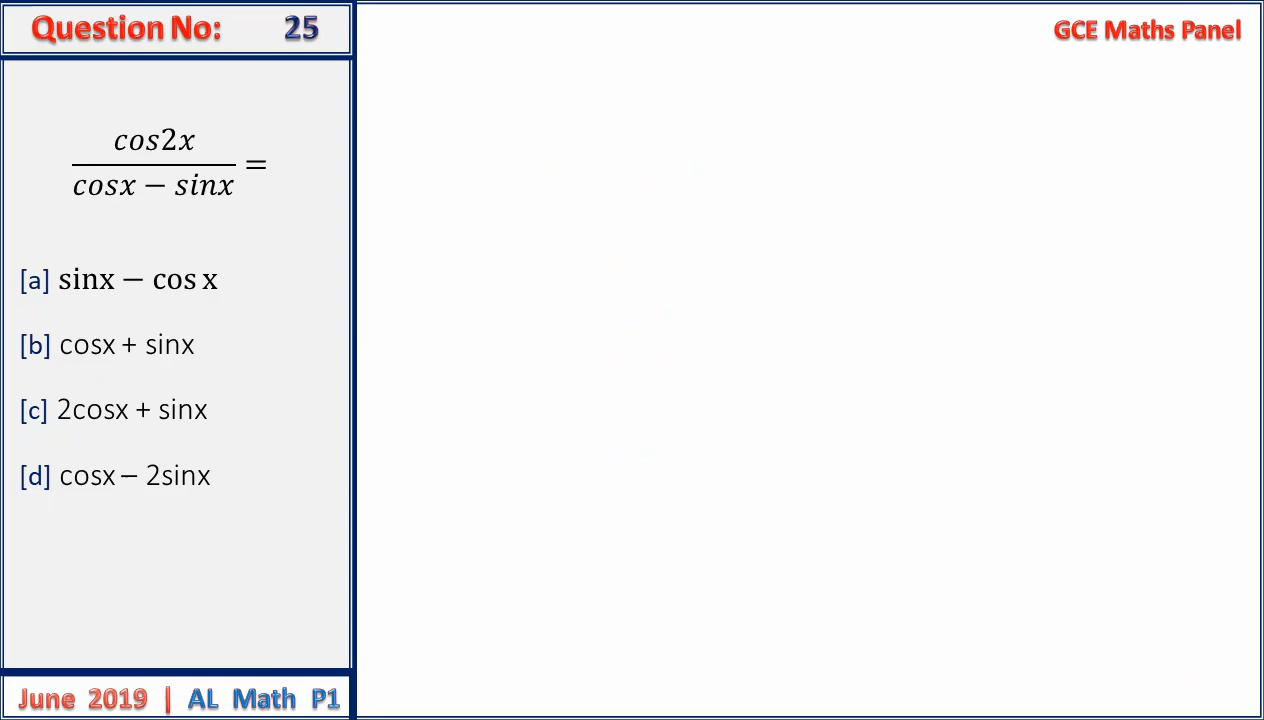 Question No: 25
GCE Maths Panel
cos2x
cosx − sinx
=
[a] sinx − cos x
[b] cosx + sinx
[c] 2cosx + sinx
[d] cosx – 2sinx
June 2019 | AL Math P1